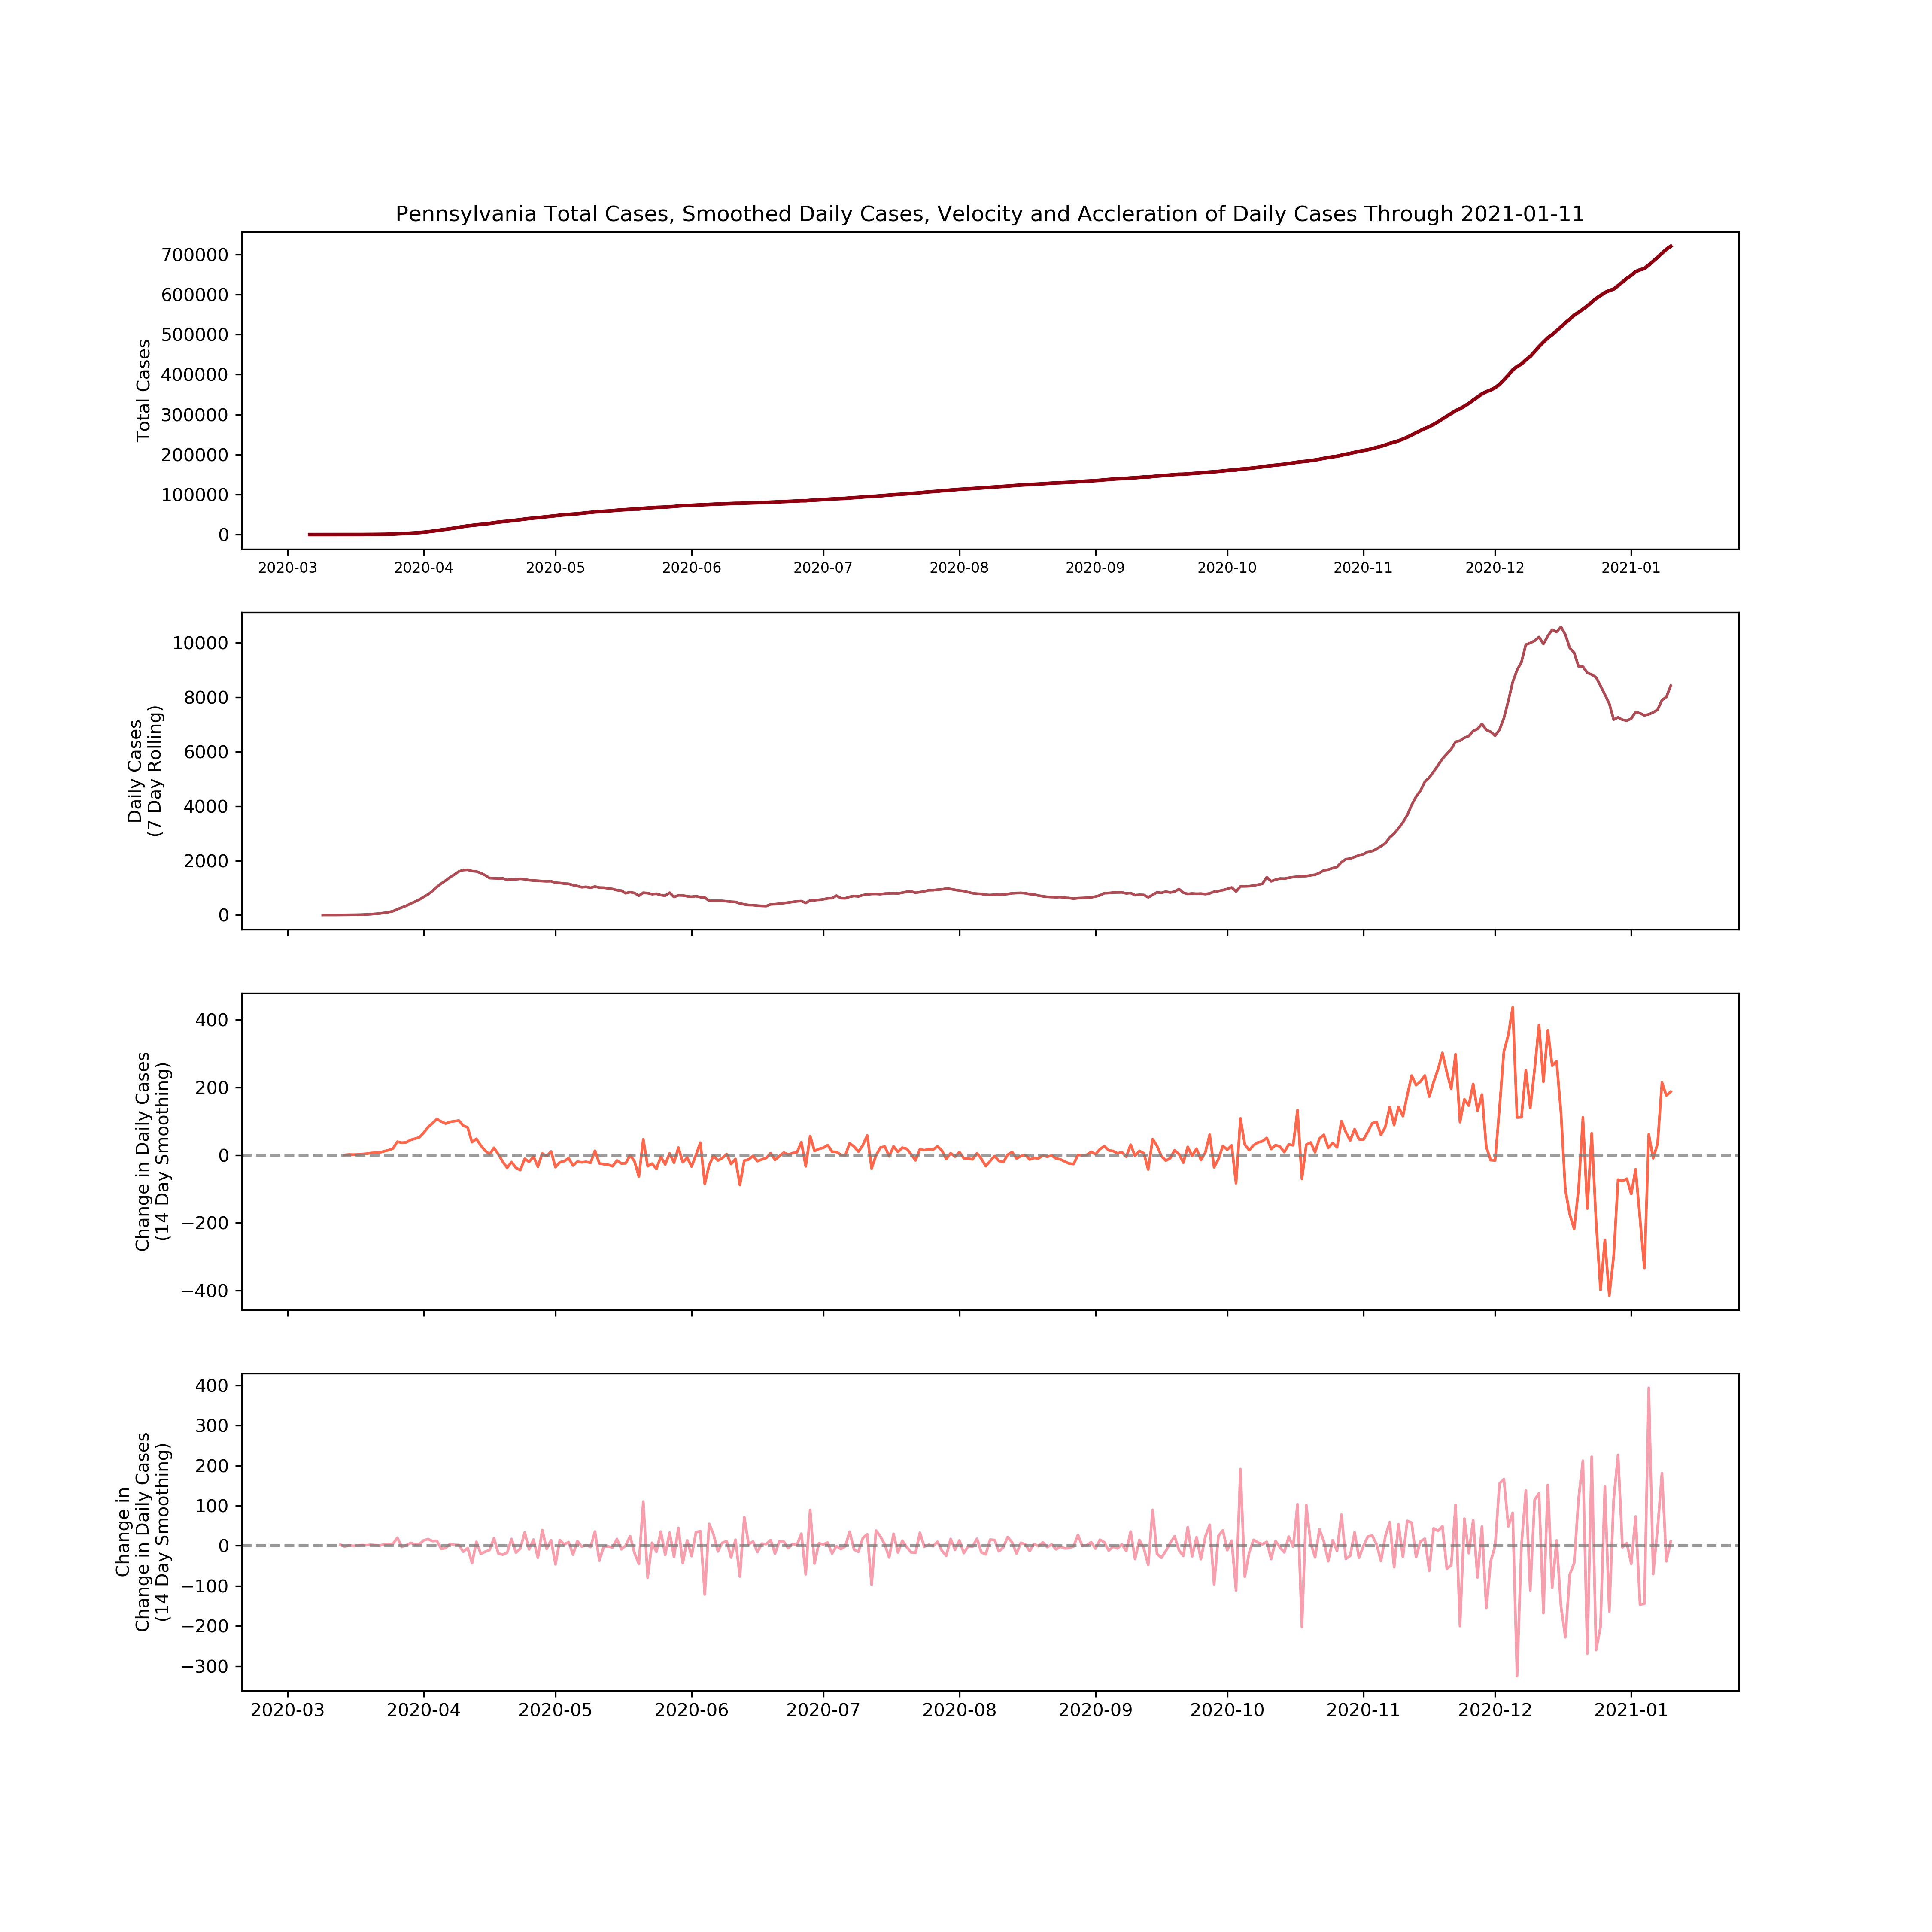 Pennsylvania Total Cases, Smoothed Daily Cases, Velocity and Accleration of Daily Cases Through 2021-01-11
Total Cases
700000
600000
500000
400000
300000
200000
100000
0
2020-03 2020-04 2020-05 2020-06 2020-07 2020-08 2020-09 2020-10 2020-11 2020-12 2021-01
Daily Cases
(7 Day Rolling)
10000
8000
6000
4000
2000
0
Change in Daily Cases
(14 Day Smoothing)
400
200
0
−200
−400
Change in
Change in Daily Cases
(14 Day Smoothing)
400
300
200
100
0
−100
−200
−300
2020-03 2020-04 2020-05 2020-06 2020-07 2020-08 2020-09 2020-10 2020-11 2020-12 2021-01